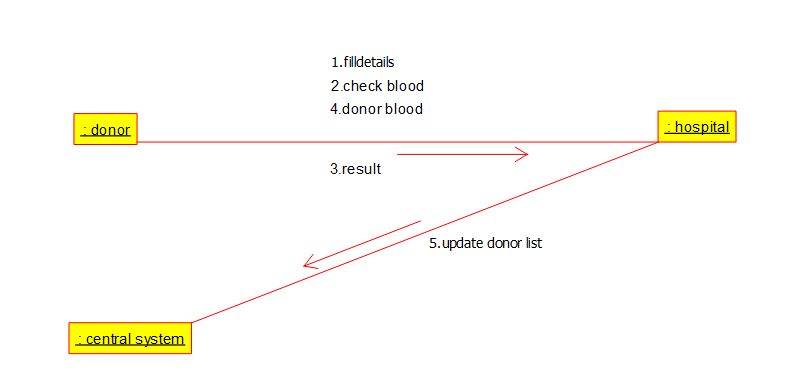 1.filldetails
2.check blood
4.donor blood
: donor
: hospital
3.result
5.update donor list
: central system